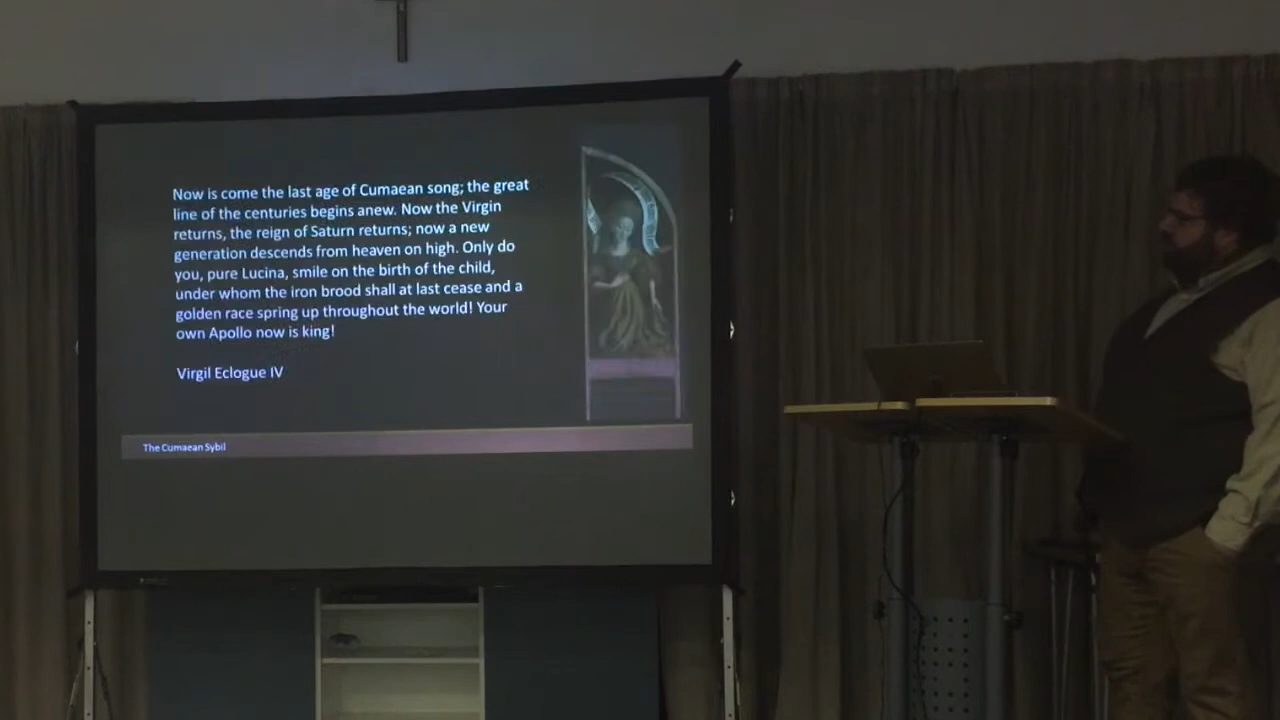 Now is come the last age of Cumaean song; the great
line of the centuries begins anew. Now the Virgin
returns, the reign of Saturn returns; now a new
generation descends from heaven on high. Only do
you, pure Lucina, smile on the birth of the child,
under whom the iron brood shall at last cease and a
golden race spring up throughout the world! Your
own Apollo now is king!
Virgil Eclogue IV
The Cumaean Sybil